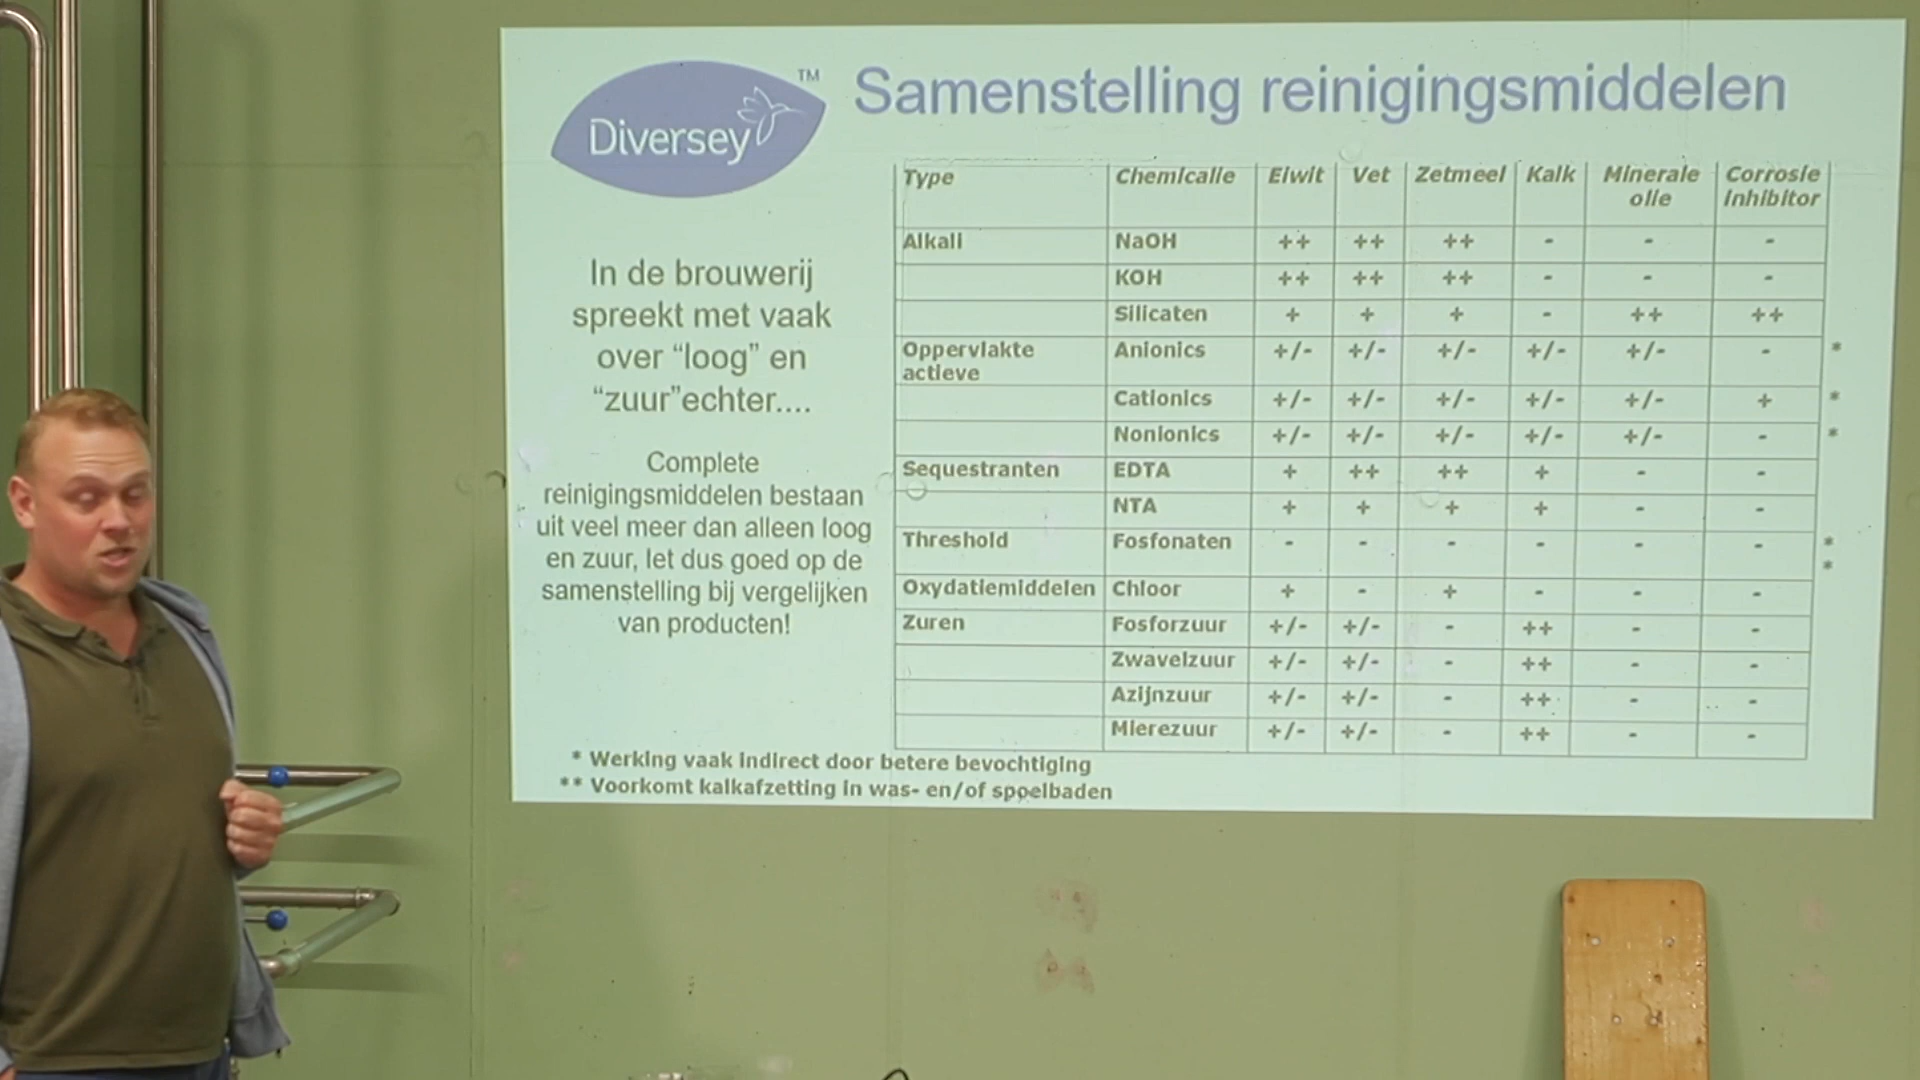 Diversey TM
Samenstelling reinigingsmiddelen
In de brouwerij
spreekt met vaak
over “loog” en
“zuur”echter....
Complete
reinigingsmiddelen bestaan
uit veel meer dan alleen loog
en zuur, let dus goed op de
samenstelling bij vergelijken
van producten!
Type Chemicalie Eiwit Vet Zetmeel Kalk Minerale olie Corrosie inhibitor
Alkali NaOH ++ ++ ++ - - -
KOH ++ ++ ++ - - -
Silicaten + + + - ++ ++
Oppervlakte actieve Anionics +/- +/- +/- +/- +/- - *
Cationics +/- +/- +/- +/- +/- + *
Nonionics +/- +/- +/- +/- +/- - *
Sequestranten EDTA + ++ ++ + - -
NTA + + + + - -
Threshold Fosfonaten - - - - - - * *
Oxydatiemiddelen Chloor + - + - - -
Zuren Fosforzuur +/- +/- - ++ - -
Zwavelzuur +/- +/- - ++ - -
Azijnzuur +/- +/- - ++ - -
Mierezuur +/- +/- - ++ - -
* Werking vaak indirect door betere bevochtiging
** Voorkomt kalkafzetting in was- en/of spoelbaden